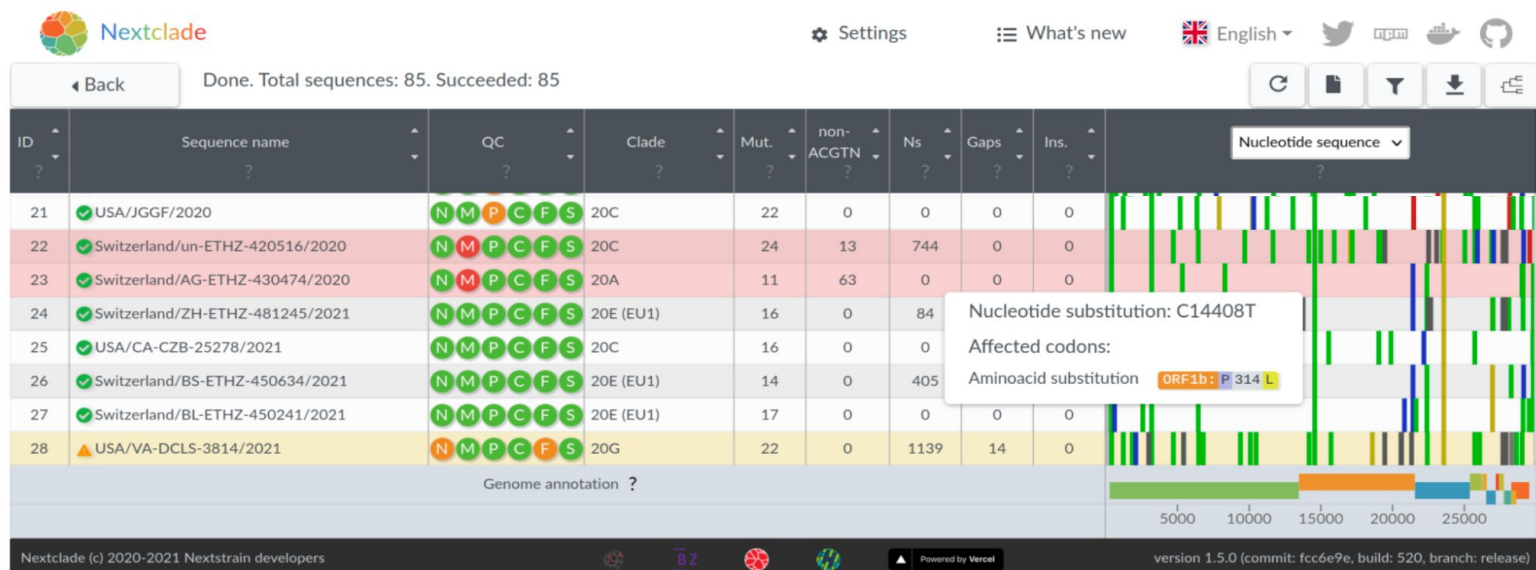 Nextclade Settings What's new English npm
Back Done. Total sequences: 85. Succeeded: 85
ID Sequence name QC Clade Mut. non-ACGTN Ns Gaps Ins. Nucleotide sequence
? ? ? ? ? ? ? ? ? ?
21 USA/JGGF/2020 N M P C F S 20C 22 0 0 0 0
22 Switzerland/un-ETHZ-420516/2020 N M P C F S 20C 24 13 744 0 0
23 Switzerland/AG-ETHZ-430474/2020 N M P C F S 20A 11 63 0 0 0
24 Switzerland/ZH-ETHZ-481245/2021 N M P C F S 20E (EU1) 16 0 84
25 USA/CA-CZB-25278/2021 N M P C F S 20C 16 0 0
26 Switzerland/BS-ETHZ-450634/2021 N M P C F S 20E (EU1) 14 0 405
27 Switzerland/BL-ETHZ-450241/2021 N M P C F S 20E (EU1) 17 0 0 0 0
28 USA/VA-DCLS-3814/2021 N M P C F S 20G 22 0 1139 14 0
Nucleotide substitution: C14408T
Affected codons:
Aminoacid substitution ORF1b: P 314 L
Genome annotation ?
5000 10000 15000 20000 25000
Nextclade (c) 2020-2021 Nextstrain developers BZ Powered by Vercel version 1.5.0 (commit: fcc6e9e, build: 520, branch: release)